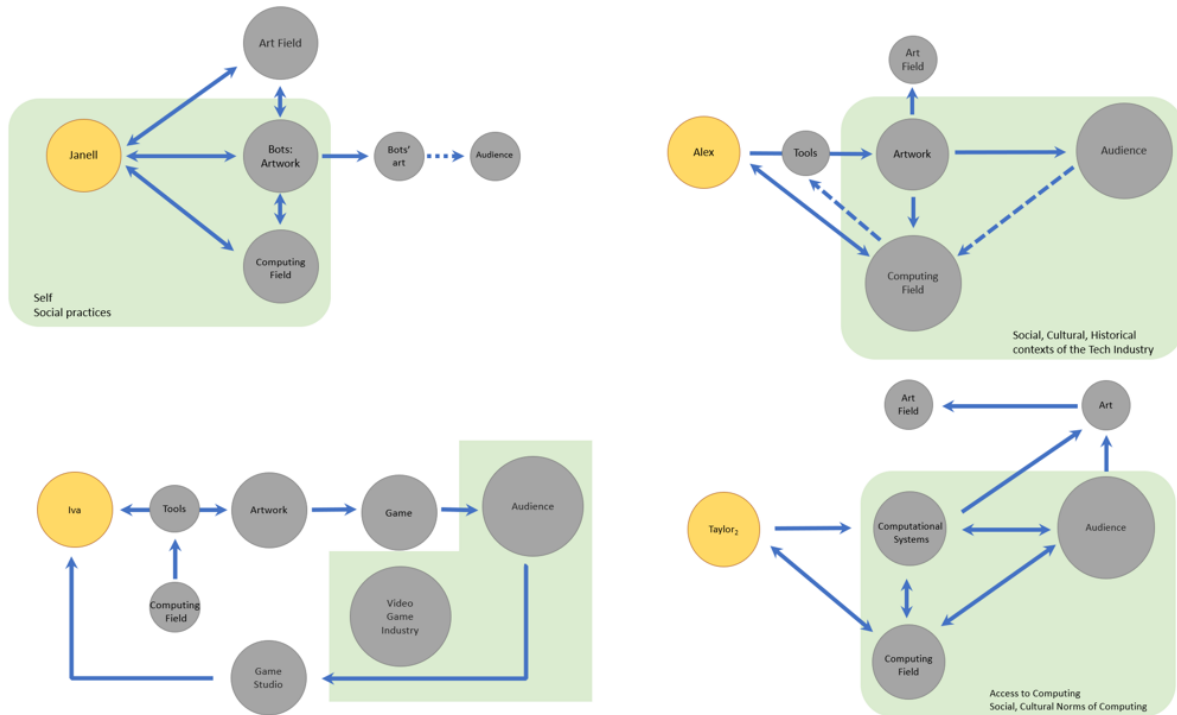 Art Field
Janell
Bots:
Artwork
Bots'
art
Audience
Computing
Field
Self
Social practices
Art
Field
Alex
Tools
Artwork
Audience
Computing
Field
Social, Cultural, Historical
contexts of the Tech Industry
Iva
Tools
Artwork
Game
Audience
Computing
Field
Video
Game
Industry
Game
Studio
Art
Field
Art
Taylor₂
Computational
Systems
Audience
Computing
Field
Access to Computing
Social, Cultural Norms of Computing